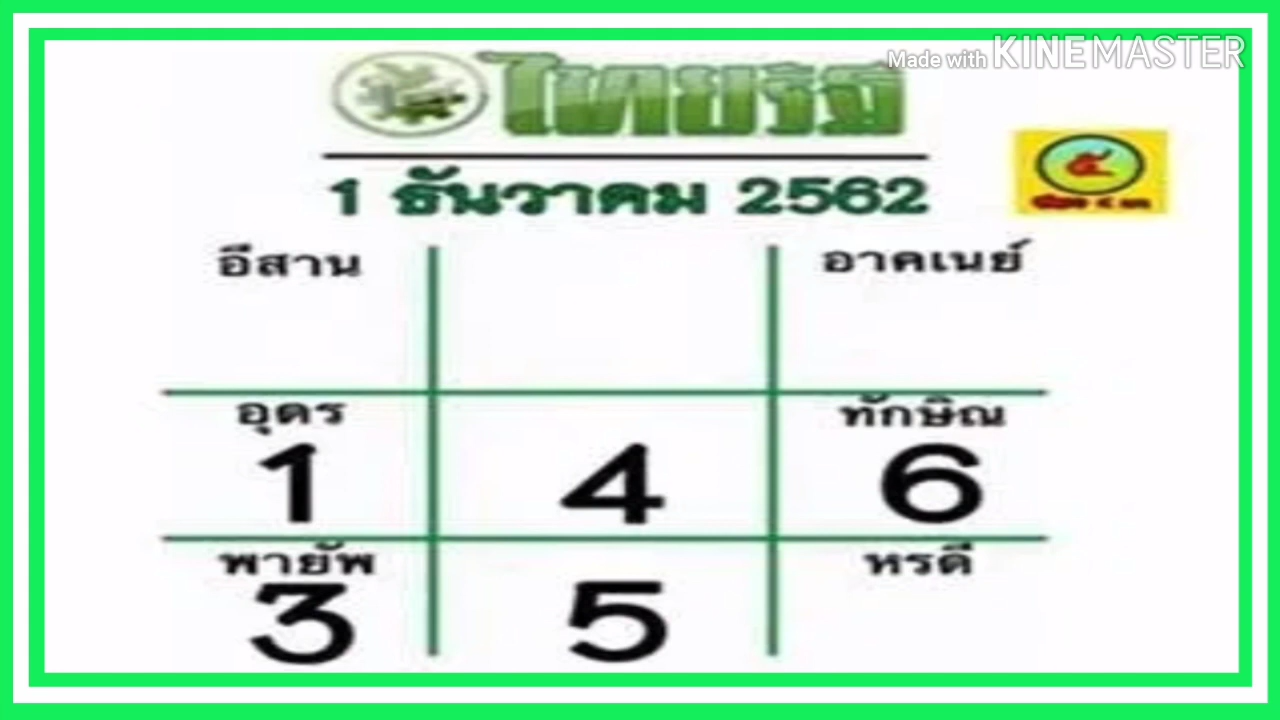 Made with KINEMASTER
ไทยรัฐ
๔
1 ธันวาคม 2562
อีสาน อาคเนย์
อุดร ทักษิณ
1 4 6
พายัพ หรดี
3 5